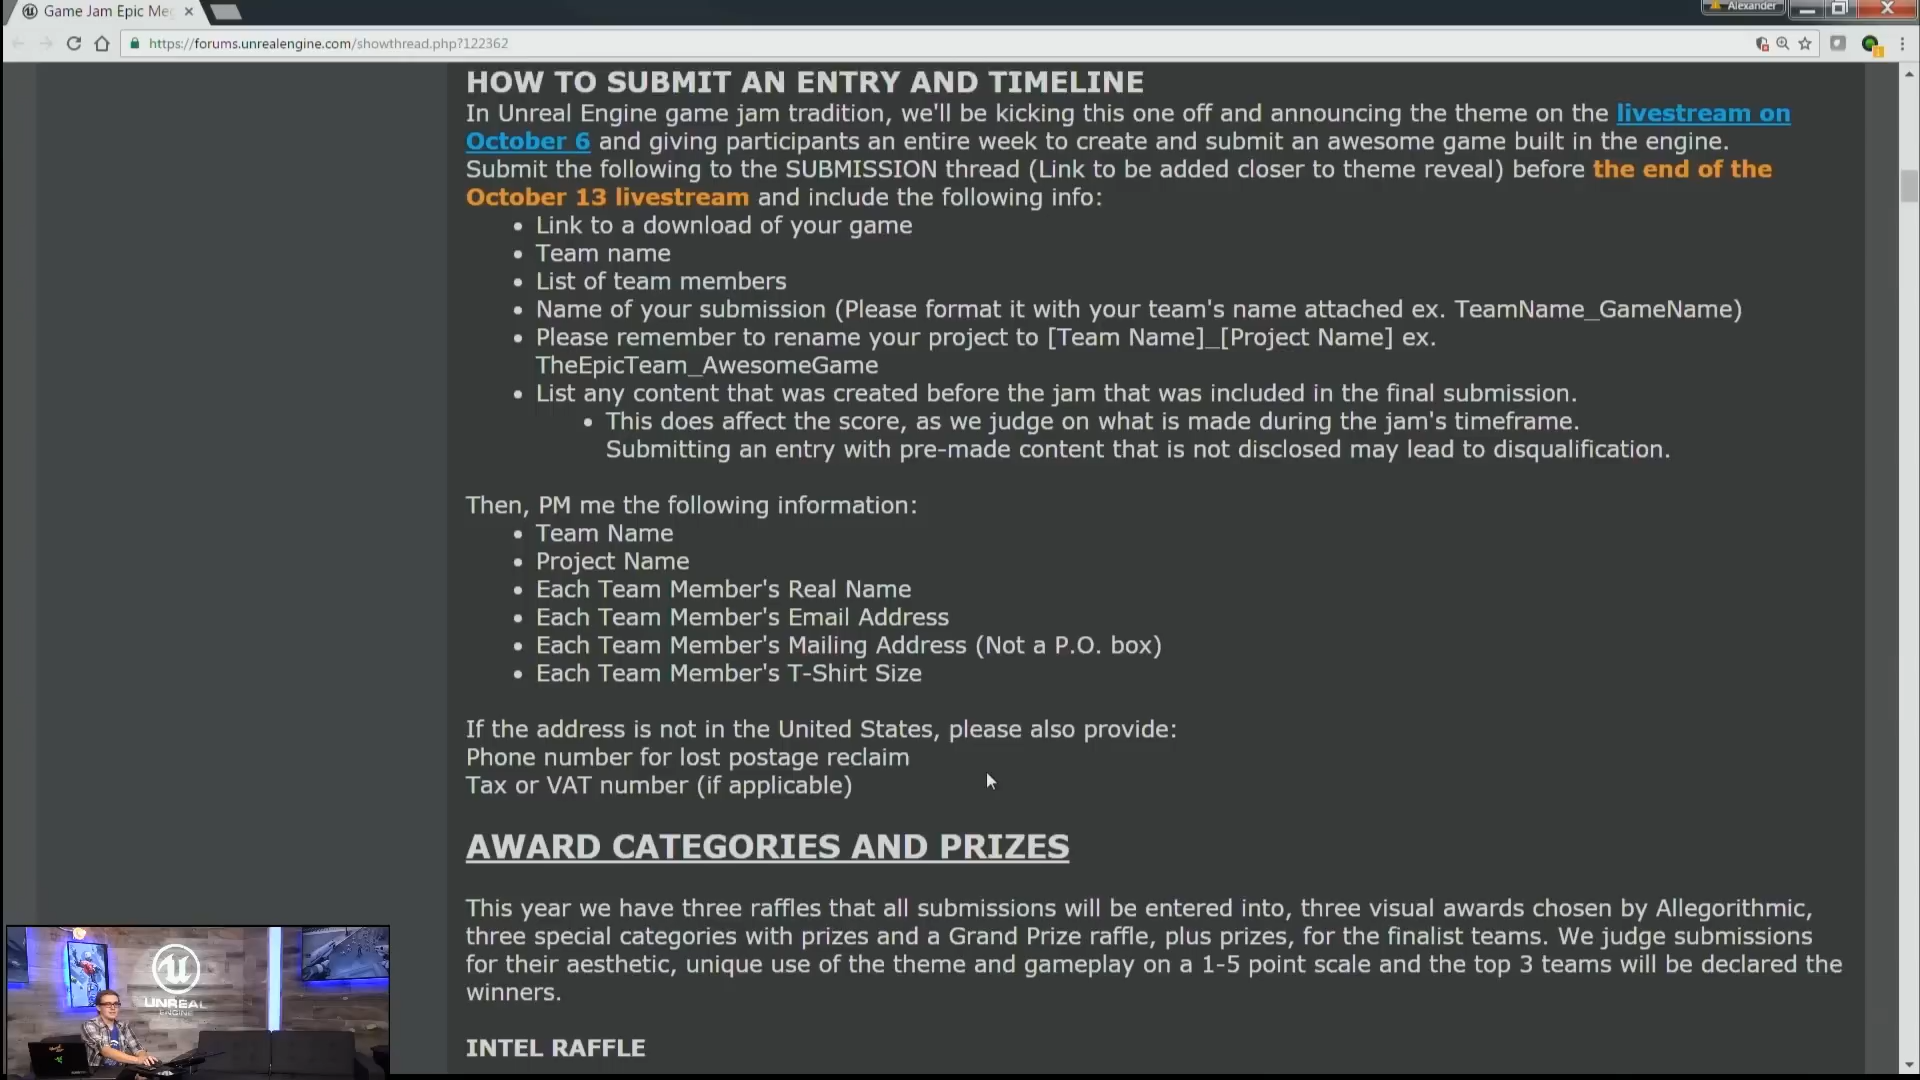 Game Jam Epic Me
Alexander
https://forums.unrealengine.com/showthread.php?122362
HOW TO SUBMIT AN ENTRY AND TIMELINE
In Unreal Engine game jam tradition, we'll be kicking this one off and announcing the theme on the livestream on
October 6 and giving participants an entire week to create and submit an awesome game built in the engine.
Submit the following to the SUBMISSION thread (Link to be added closer to theme reveal) before the end of the
October 13 livestream and include the following info:
• Link to a download of your game
• Team name
• List of team members
• Name of your submission (Please format it with your team's name attached ex. TeamName_GameName)
• Please remember to rename your project to [Team Name]_[Project Name] ex.
TheEpicTeam_AwesomeGame
• List any content that was created before the jam that was included in the final submission.
• This does affect the score, as we judge on what is made during the jam's timeframe.
Submitting an entry with pre-made content that is not disclosed may lead to disqualification.
Then, PM me the following information:
• Team Name
• Project Name
• Each Team Member's Real Name
• Each Team Member's Email Address
• Each Team Member's Mailing Address (Not a P.O. box)
• Each Team Member's T-Shirt Size
If the address is not in the United States, please also provide:
Phone number for lost postage reclaim
Tax or VAT number (if applicable)
AWARD CATEGORIES AND PRIZES
This year we have three raffles that all submissions will be entered into, three visual awards chosen by Allegorithmic,
three special categories with prizes and a Grand Prize raffle, plus prizes, for the finalist teams. We judge submissions
for their aesthetic, unique use of the theme and gameplay on a 1-5 point scale and the top 3 teams will be declared the
winners.
INTEL RAFFLE
UNREAL
ENGINE